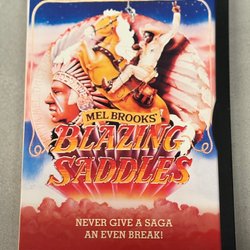 MEL BROOKS'
BLAZING
SADDLES
NEVER GIVE A SAGA
AN EVEN BREAK!